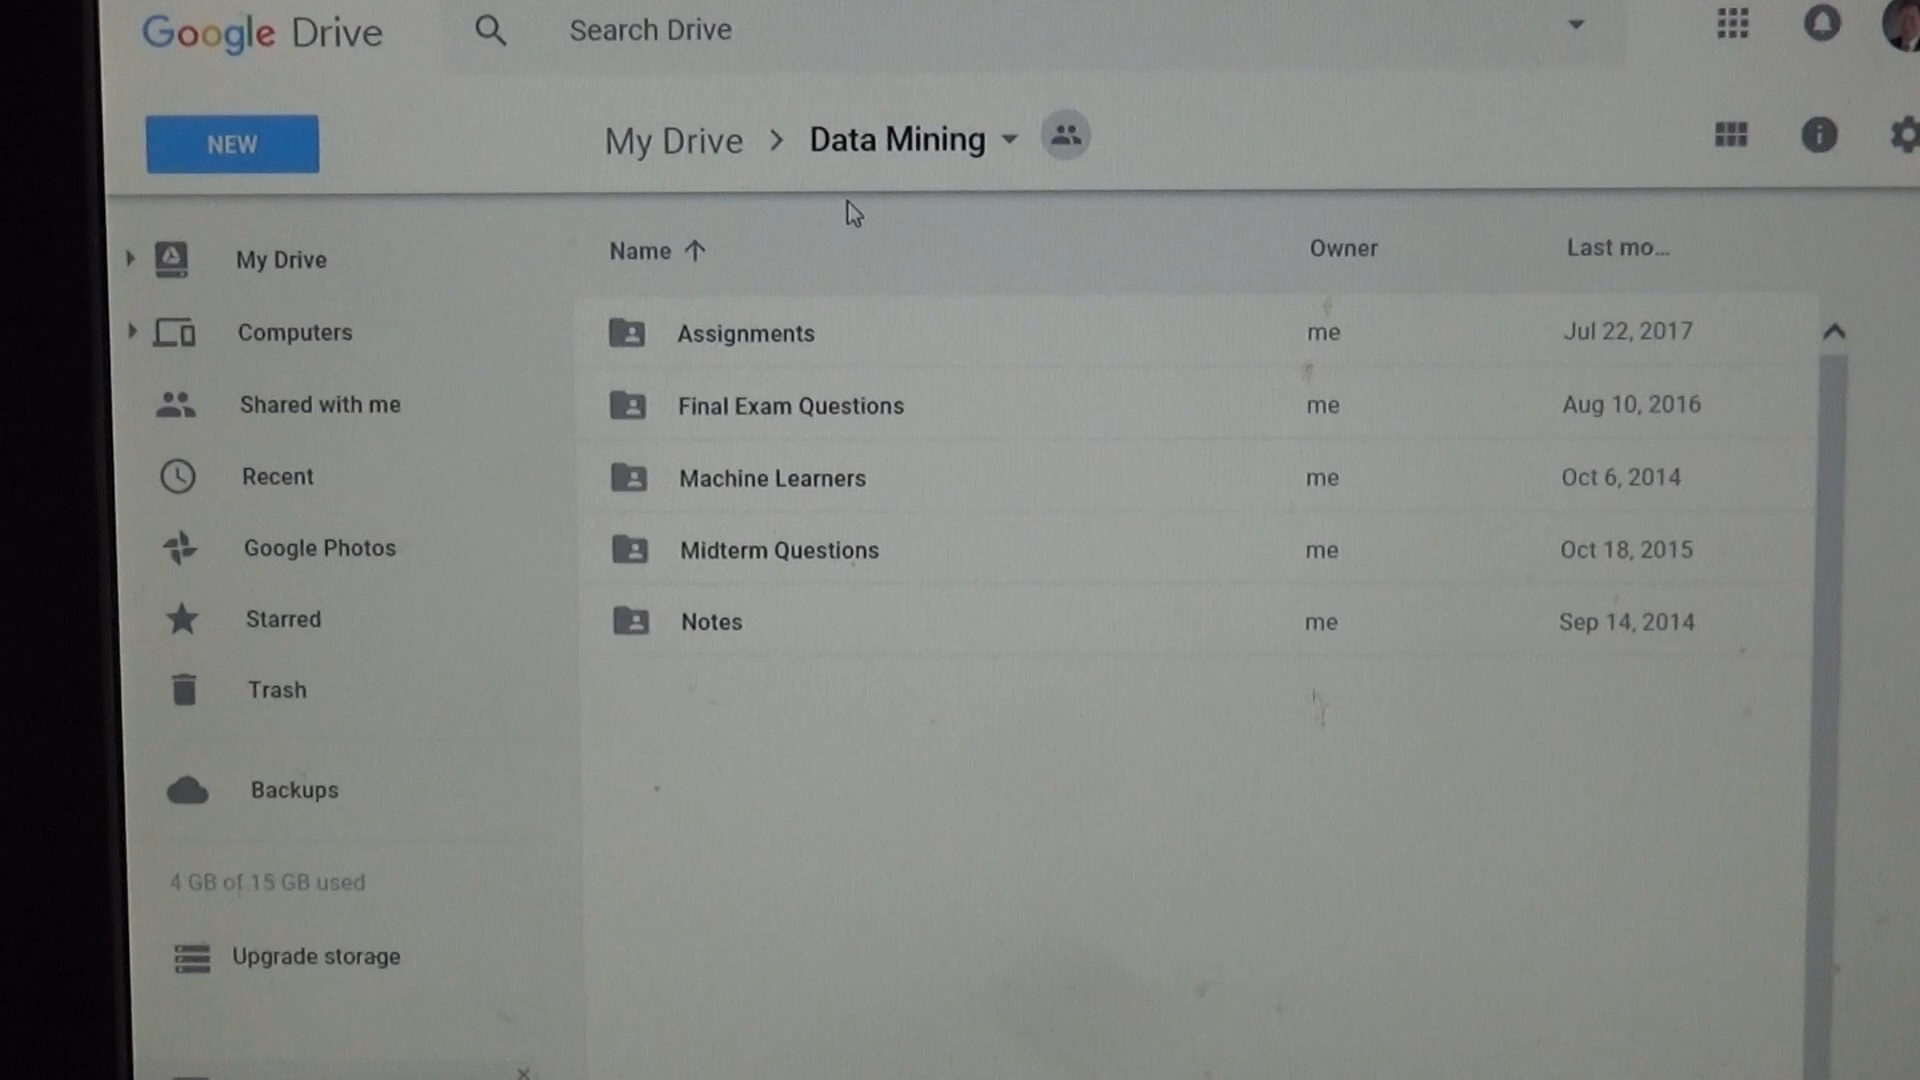 Google Drive
Search Drive
NEW
My Drive > Data Mining
Name
Owner
Last mo...
My Drive
Computers
Shared with me
Recent
Google Photos
Starred
Trash
Backups
4 GB of 15 GB used
Upgrade storage
Assignments me Jul 22, 2017
Final Exam Questions me Aug 10, 2016
Machine Learners me Oct 6, 2014
Midterm Questions me Oct 18, 2015
Notes me Sep 14, 2014